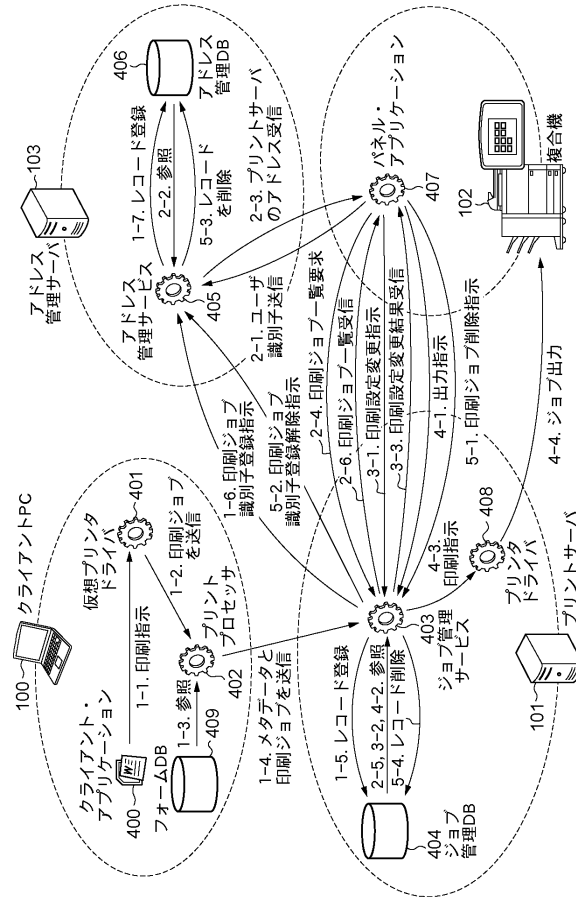 100
クライアントPC
クライアント・
アプリケーション
400
1-1. 印刷指示
仮想プリンタ
ドライバ
401
1-2. 印刷ジョブ
を送信
フォームDB
409
1-3. 参照
402
プリント
プロセッサ
1-4. メタデータと
印刷ジョブを送信
アドレス
管理サーバ
103
アドレス
管理サービス
405
1-7. レコード登録
2-2. 参照
5-3. レコード
を削除
406
アドレス
管理DB
2-1. ユーザ
識別子送信
2-3. プリントサーバ
のアドレス受信
1-6. 印刷ジョブ
識別子登録指示
5-2. 印刷ジョブ
識別子登録解除指示
2-4. 印刷ジョブ一覧要求
2-6. 印刷ジョブ一覧受信
3-1. 印刷設定変更指示
3-3. 印刷設定変更結果受信
4-1. 出力指示
5-1. 印刷ジョブ削除指示
パネル・
アプリケーション
407
102
複合機
404
ジョブ
管理DB
1-5. レコード登録
2-5, 3-2, 4-2. 参照
5-4. レコード削除
403
ジョブ管理
サービス
4-3. 印刷指示
408
プリンタ
ドライバ
4-4. ジョブ出力
101
プリントサーバ